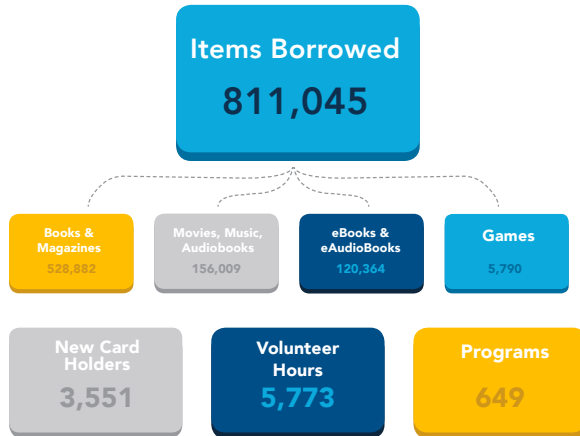 Items Borrowed
811,045
Books &
Magazines
528,882
Movies, Music,
Audiobooks
156,009
eBooks &
eAudioBooks
120,364
Games
5,790
New Card
Holders
3,551
Volunteer
Hours
5,773
Programs
649